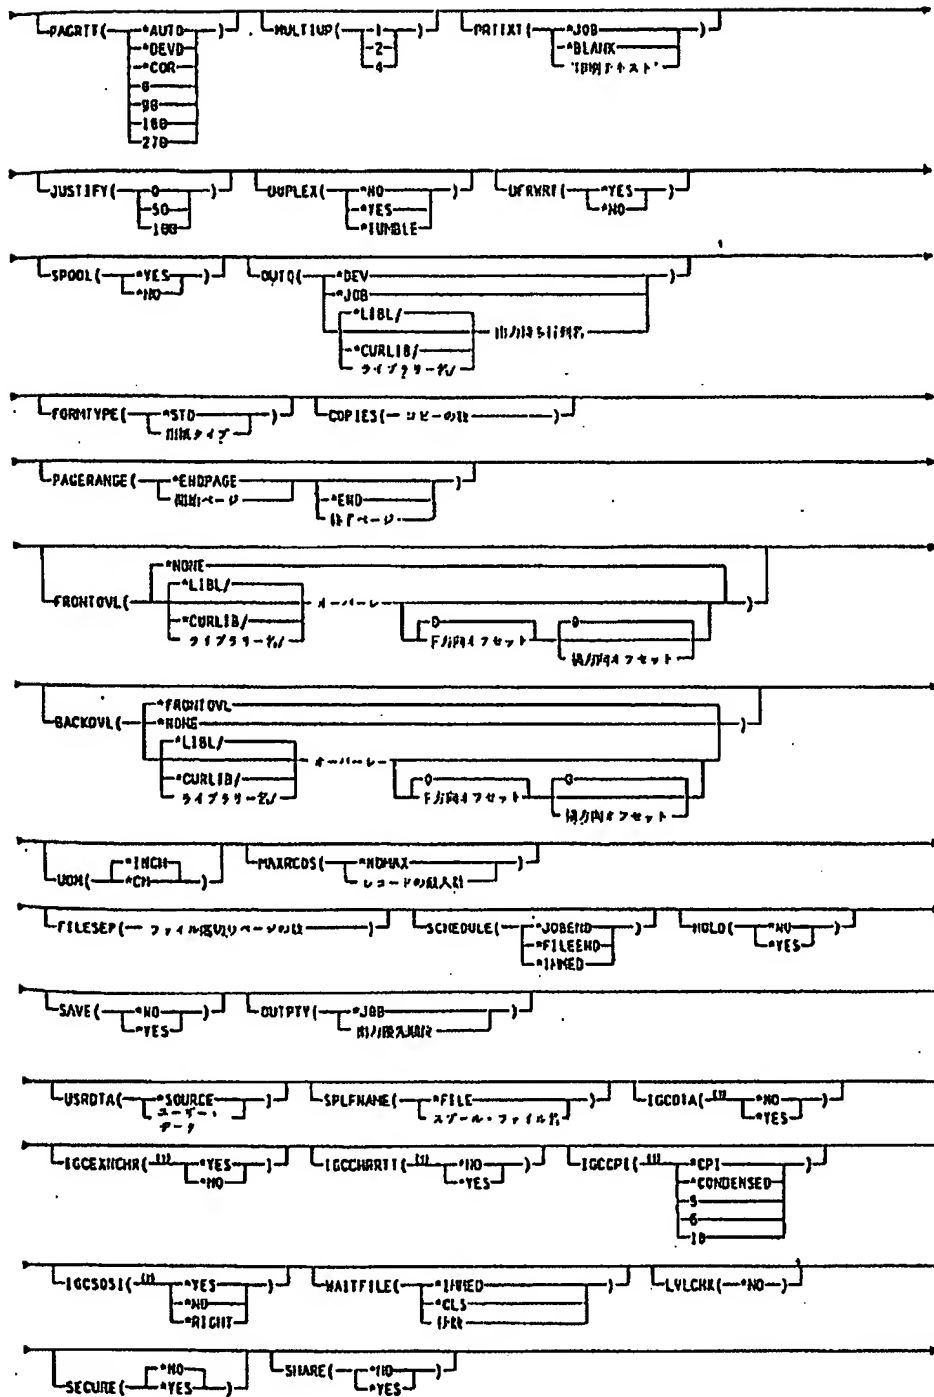 PAGRTT( *AUTO ) MULTIUP( 1 ) PRTTXT( *JOB )
*DEVD 2 *BLANK
*COR 4 '印刷テキスト'
0
90
180
270
JUSTIFY( 0 ) DUPLEX( *NO ) DFRWRT( *YES )
50 *YES *NO
100 *TUMBLE
SPOOL( *YES ) OUTQ( *DEV )
*NO *JOB
*LIBL/ 出力待ち行列名
*CURLIB/
ライブラリー名/
FORMTYPE( *STD ) COPIES( コピーの数 )
用紙タイプ
PAGERANGE( *ENDPAGE )
開始ページ *END
終了ページ
FRONTOVL( *NONE )
*LIBL/ オーバーレー
*CURLIB/ 0 0
ライブラリー名/ 下方向オフセット 横方向オフセット
BACKOVL( *FRONTOVL )
*NONE
*LIBL/ オーバーレー
*CURLIB/ 0 0
ライブラリー名/ 下方向オフセット 横方向オフセット
UOM( *INCH ) MAXRCDS( *NOMAX )
*CM レコードの最大数
FILESEP( ファイル区切りページの数 ) SCHEDULE( *JOBEND ) HOLD( *NO )
*FILEEND *YES
*IMMED
SAVE( *NO ) OUTPTY( *JOB )
*YES 出力優先順位
USRDTA( *SOURCE ) SPLFNAME( *FILE ) IGCDTA( (1) *NO )
ユーザー・ スプール・ファイル名 *YES
データ
IGCEXNCHR( (1) *YES ) IGCCHRRTT( (1) *NO ) IGCCPI( (1) *CPI )
*NO *YES *CONDENSED
5
6
10
IGCSOSI( (1) *YES ) WAITFILE( *IMMED ) LVLCHK( *NO )
*NO *CLS
*RIGHT 秒数
SECURE( *NO ) SHARE( *NO )
*YES *YES